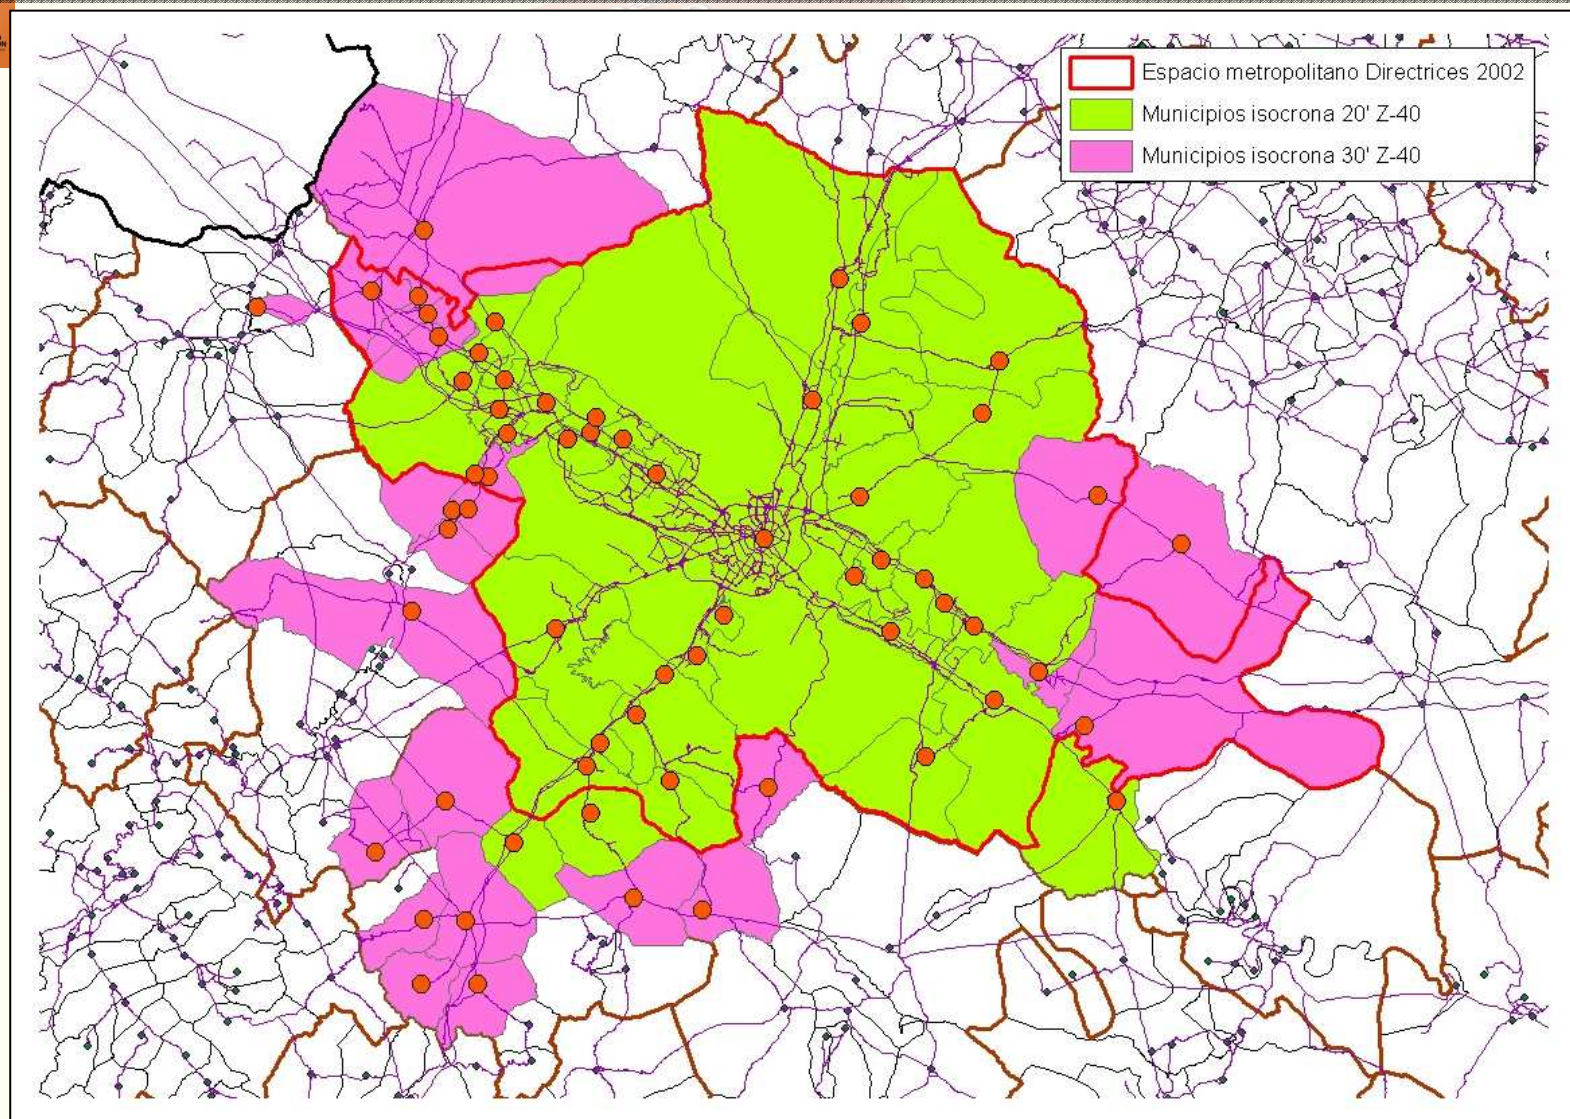 Espacio metropolitano Directrices 2002
Municipios isocrona 20' Z-40
Municipios isocrona 30' Z-40